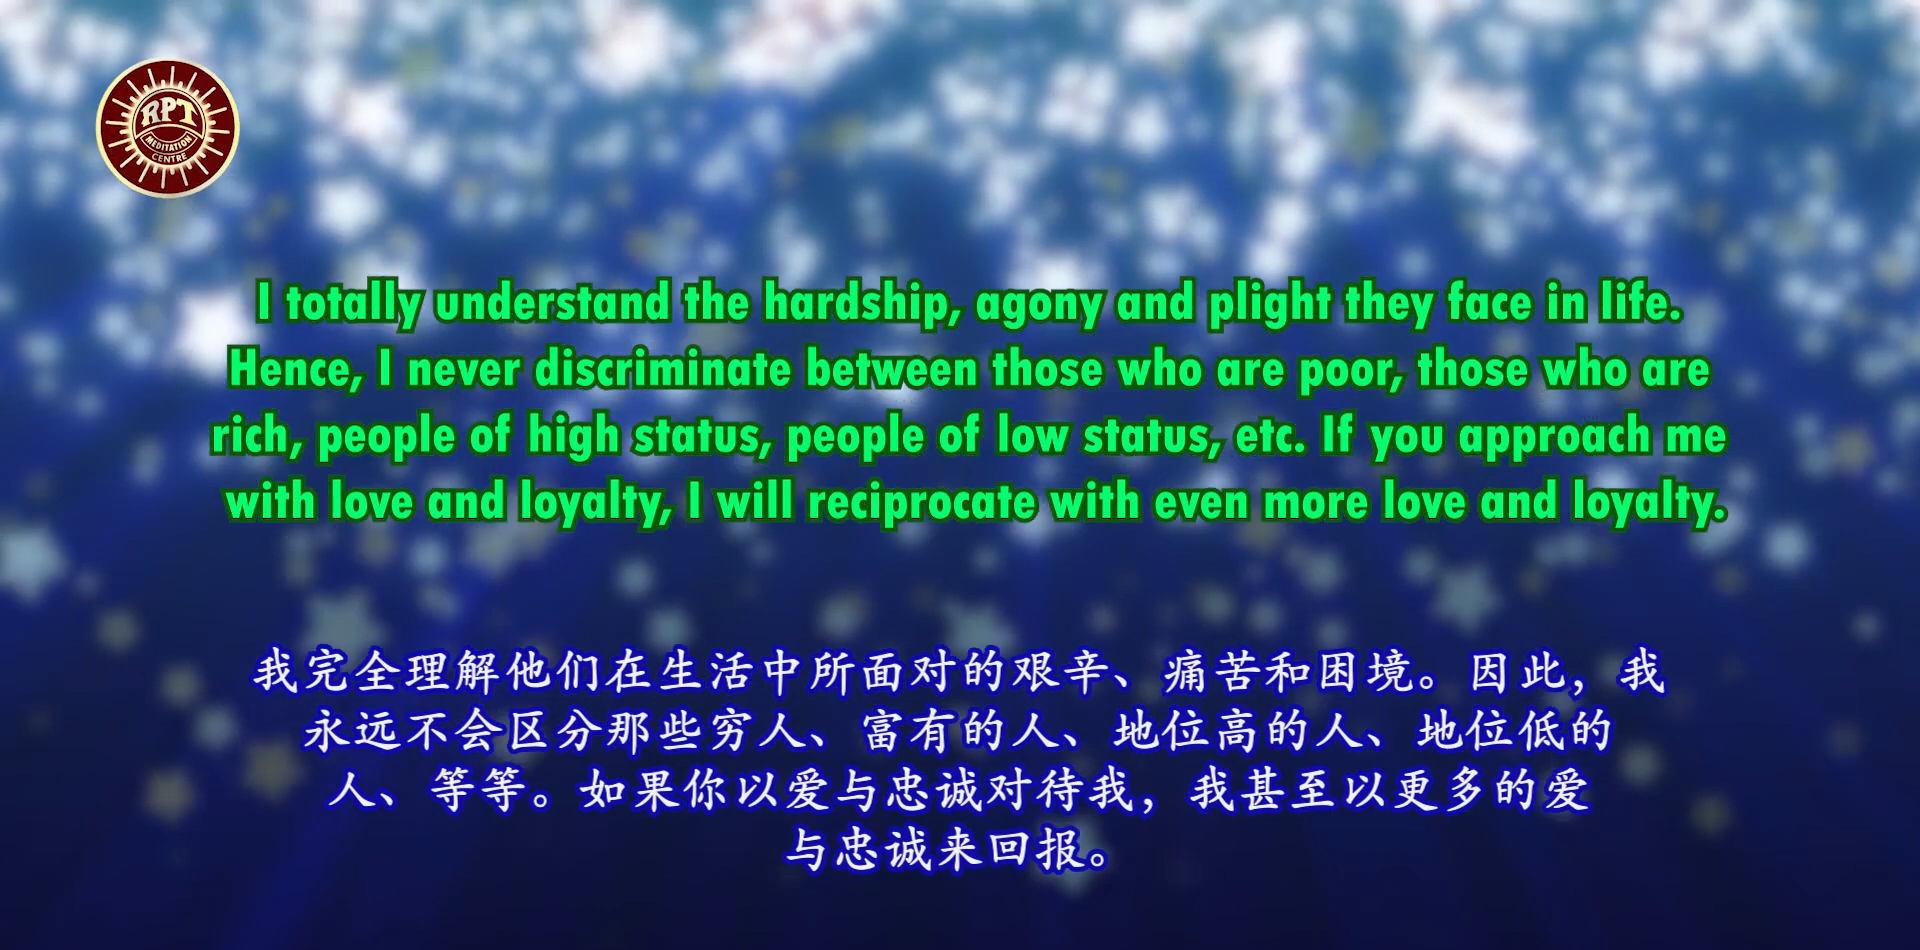 RPT
MEDITATION
CENTRE
I totally understand the hardship, agony and plight they face in life.
Hence, I never discriminate between those who are poor, those who are
rich, people of high status, people of low status, etc. If you approach me
with love and loyalty, I will reciprocate with even more love and loyalty.
我完全理解他们在生活中所面对的艰辛、痛苦和困境。因此，我
永远不会区分那些穷人、富有的人、地位高的人、地位低的
人、等等。如果你以爱与忠诚对待我，我甚至以更多的爱
与忠诚来回报。